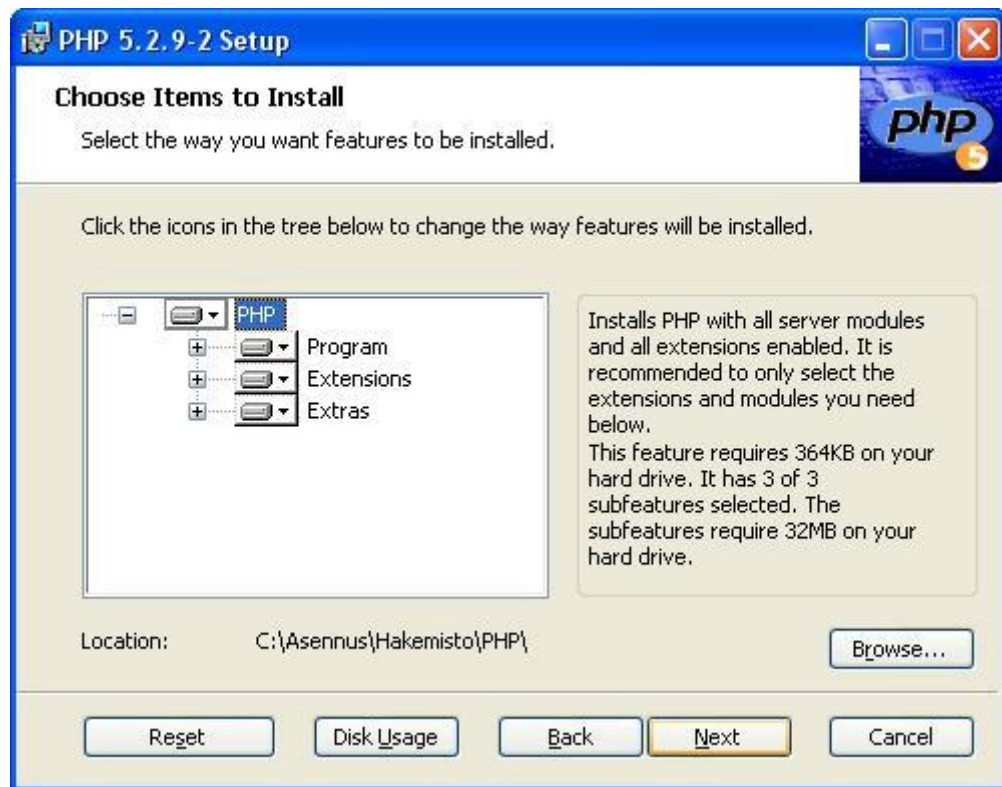 PHP 5.2.9-2 Setup
Choose Items to Install
Select the way you want features to be installed.
php
5
Click the icons in the tree below to change the way features will be installed.
PHP
Program
Extensions
Extras
Installs PHP with all server modules
and all extensions enabled. It is
recommended to only select the
extensions and modules you need
below.
This feature requires 364KB on your
hard drive. It has 3 of 3
subfeatures selected. The
subfeatures require 32MB on your
hard drive.
Location: C:\Asennus\Hakemisto\PHP\
Browse...
Reset Disk Usage Back Next Cancel